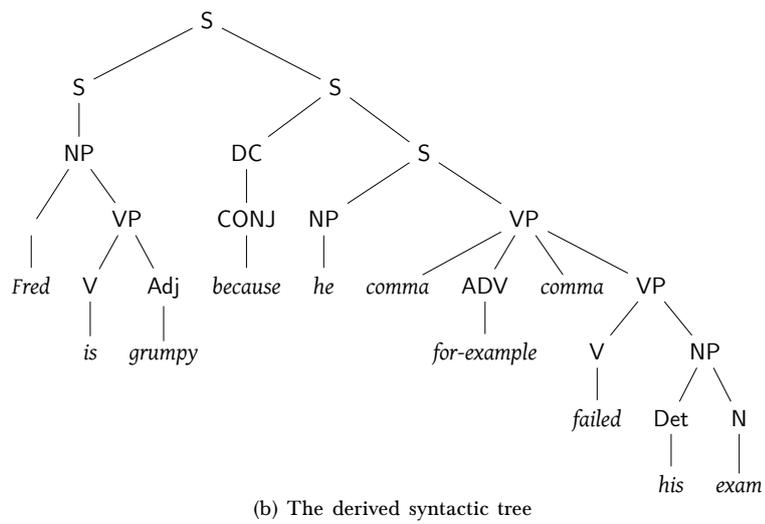 S
S S
NP DC S
VP CONJ NP VP
Fred V Adj because he comma ADV comma VP
is grumpy for-example V NP
failed Det N
his exam
(b) The derived syntactic tree